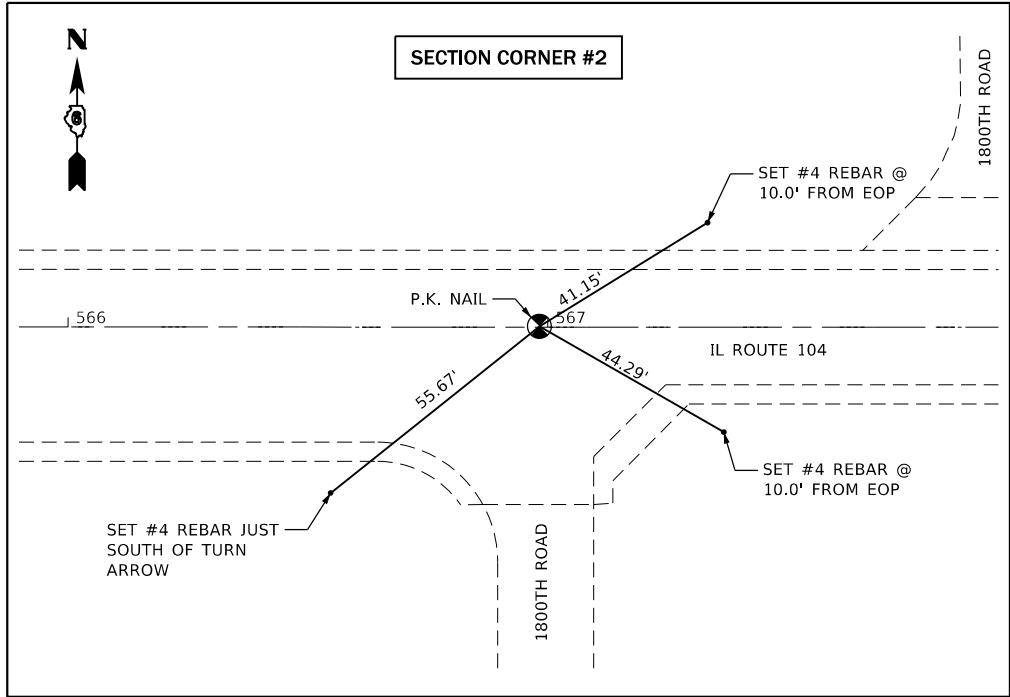 N
6
SECTION CORNER #2
1800TH ROAD
SET #4 REBAR @
10.0' FROM EOP
41.15'
P.K. NAIL
566
567
IL ROUTE 104
44.29'
55.67'
SET #4 REBAR @
10.0' FROM EOP
SET #4 REBAR JUST
SOUTH OF TURN
ARROW
1800TH ROAD